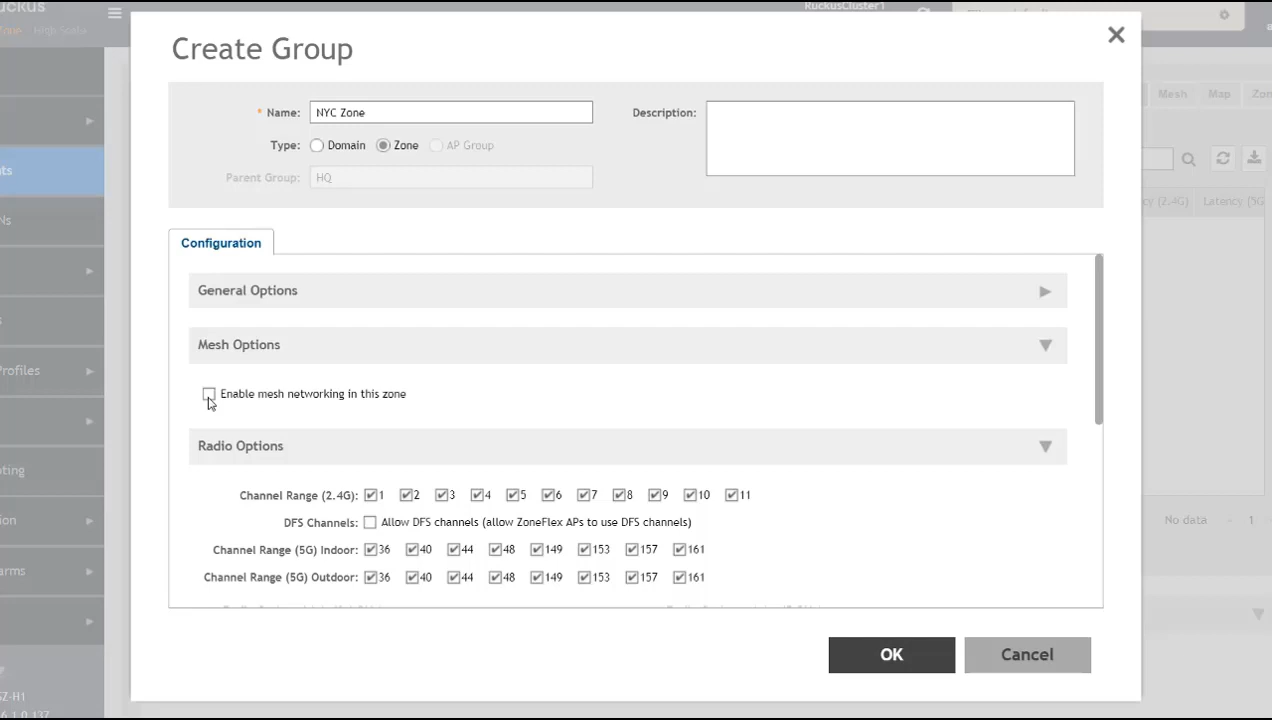 RuckusCluster1
Create Group
* Name: NYC Zone
Description:
Type: Domain Zone AP Group
Parent Group: HQ
Configuration
General Options
Mesh Options
Enable mesh networking in this zone
Radio Options
Channel Range (2.4G): 1 2 3 4 5 6 7 8 9 10 11
DFS Channels: Allow DFS channels (allow ZoneFlex APs to use DFS channels)
Channel Range (5G) Indoor: 36 40 44 48 149 153 157 161
Channel Range (5G) Outdoor: 36 40 44 48 149 153 157 161
OK Cancel
Mesh Map
cy (2.4G) Latency (5G
No data 1
Profiles